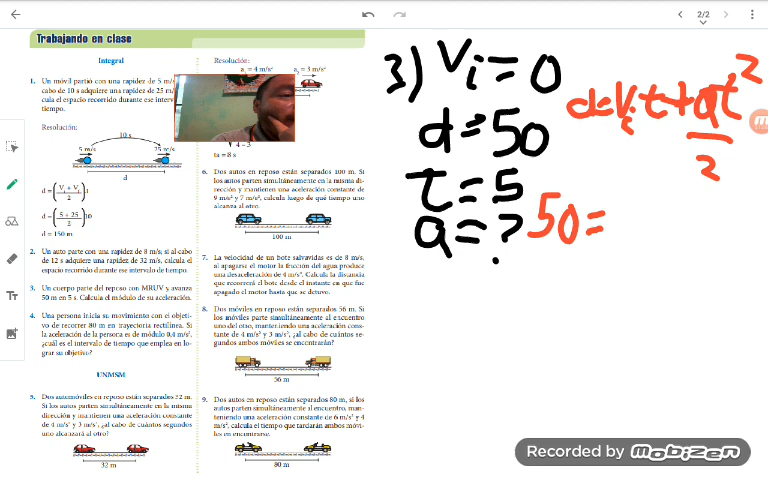 2/2
Trabajando en clase
Integral
1. Un móvil partió con una rapidez de 5 m/s
cabo de 10 s adquiere una rapidez de 25 m/
cula el espacio recorrido durante ese interv
tiempo.
Resolución:
10 s
5 m/s
25 m/s
d
d = (Vi + Vf / 2) t
d = (5 + 25 / 2) 10
d = 150 m
2. Un auto parte con una rapidez de 8 m/s; si al cabo
de 12 s adquiere una rapidez de 32 m/s, calcula el
espacio recorrido durante ese intervalo de tiempo.
3. Un cuerpo parte del reposo con MRUV y avanza
50 m en 5 s. Calcula el módulo de su aceleración.
4. Una persona inicia su movimiento con el objeti-
vo de recorrer 80 m en trayectoria rectilínea. Si
la aceleración de la persona es de módulo 0,4 m/s²,
¿cuál es el intervalo de tiempo que emplea en lo-
grar su objetivo?
UNMSM
5. Dos automóviles en reposo están separados 32 m.
Si los autos parten simultáneamente en la misma
dirección y mantienen una aceleración constante
de 4 m/s² y 3 m/s², ¿al cabo de cuántos segundos
uno alcanzará al otro?
32 m
Resolución:
a₁ = 4 m/s²
a₂ = 3 m/s²
4 – 3
ta = 8 s
6. Dos autos en reposo están separados 100 m. Si
los autos parten simultáneamente en la misma di-
rección y mantienen una aceleración constante de
9 m/s² y 7 m/s², calcula luego de qué tiempo uno
alcanza al otro.
100 m
7. La velocidad de un bote salvavidas es de 8 m/s,
si apagarse el motor la fricción del agua produce
una desaceleración de 4 m/s². Calcula la distancia
que recorrerá el bote desde el instante en que fue
apagado el motor hasta que se detuvo.
8. Dos móviles en reposo están separados 56 m. Si
los móviles parte simultáneamente al encuentro
uno del otro, manteniendo una aceleración cons-
tante de 4 m/s² y 3 m/s², ¿al cabo de cuántos se-
gundos ambos móviles se encontrarán?
56 m
9. Dos autos en reposo están separados 80 m, si los
autos parten simultáneamente al encuentro, man-
teniendo una aceleración constante de 6 m/s² y 4
m/s², calcula el tiempo que tardarán ambos móvi-
les en encontrarse.
80 m
3) Vi = 0
d = 50
t = 5
a = ?
d = Vi t + at²/2
50 =
Recorded by mobizen